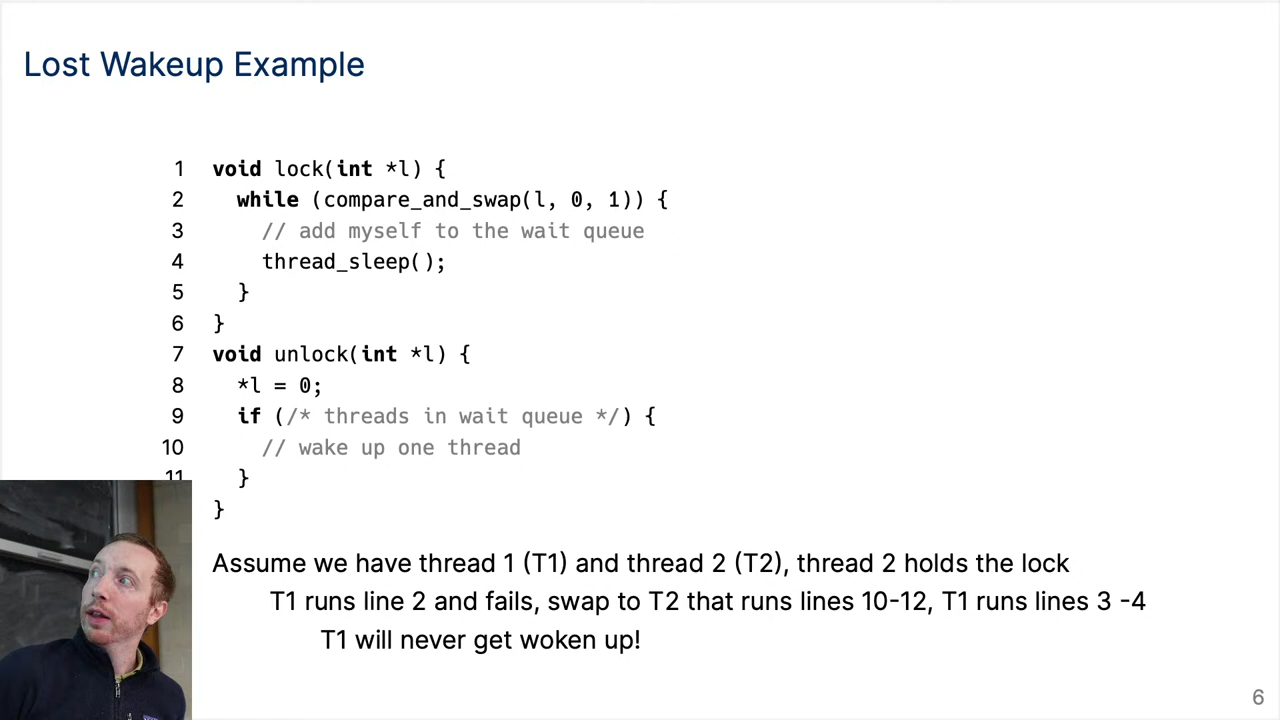 Lost Wakeup Example
1 void lock(int *l) {
2 while (compare_and_swap(l, 0, 1)) {
3 // add myself to the wait queue
4 thread_sleep();
5 }
6 }
7 void unlock(int *l) {
8 *l = 0;
9 if (/* threads in wait queue */) {
10 // wake up one thread
11 }
}
Assume we have thread 1 (T1) and thread 2 (T2), thread 2 holds the lock
T1 runs line 2 and fails, swap to T2 that runs lines 10-12, T1 runs lines 3 -4
T1 will never get woken up!
6